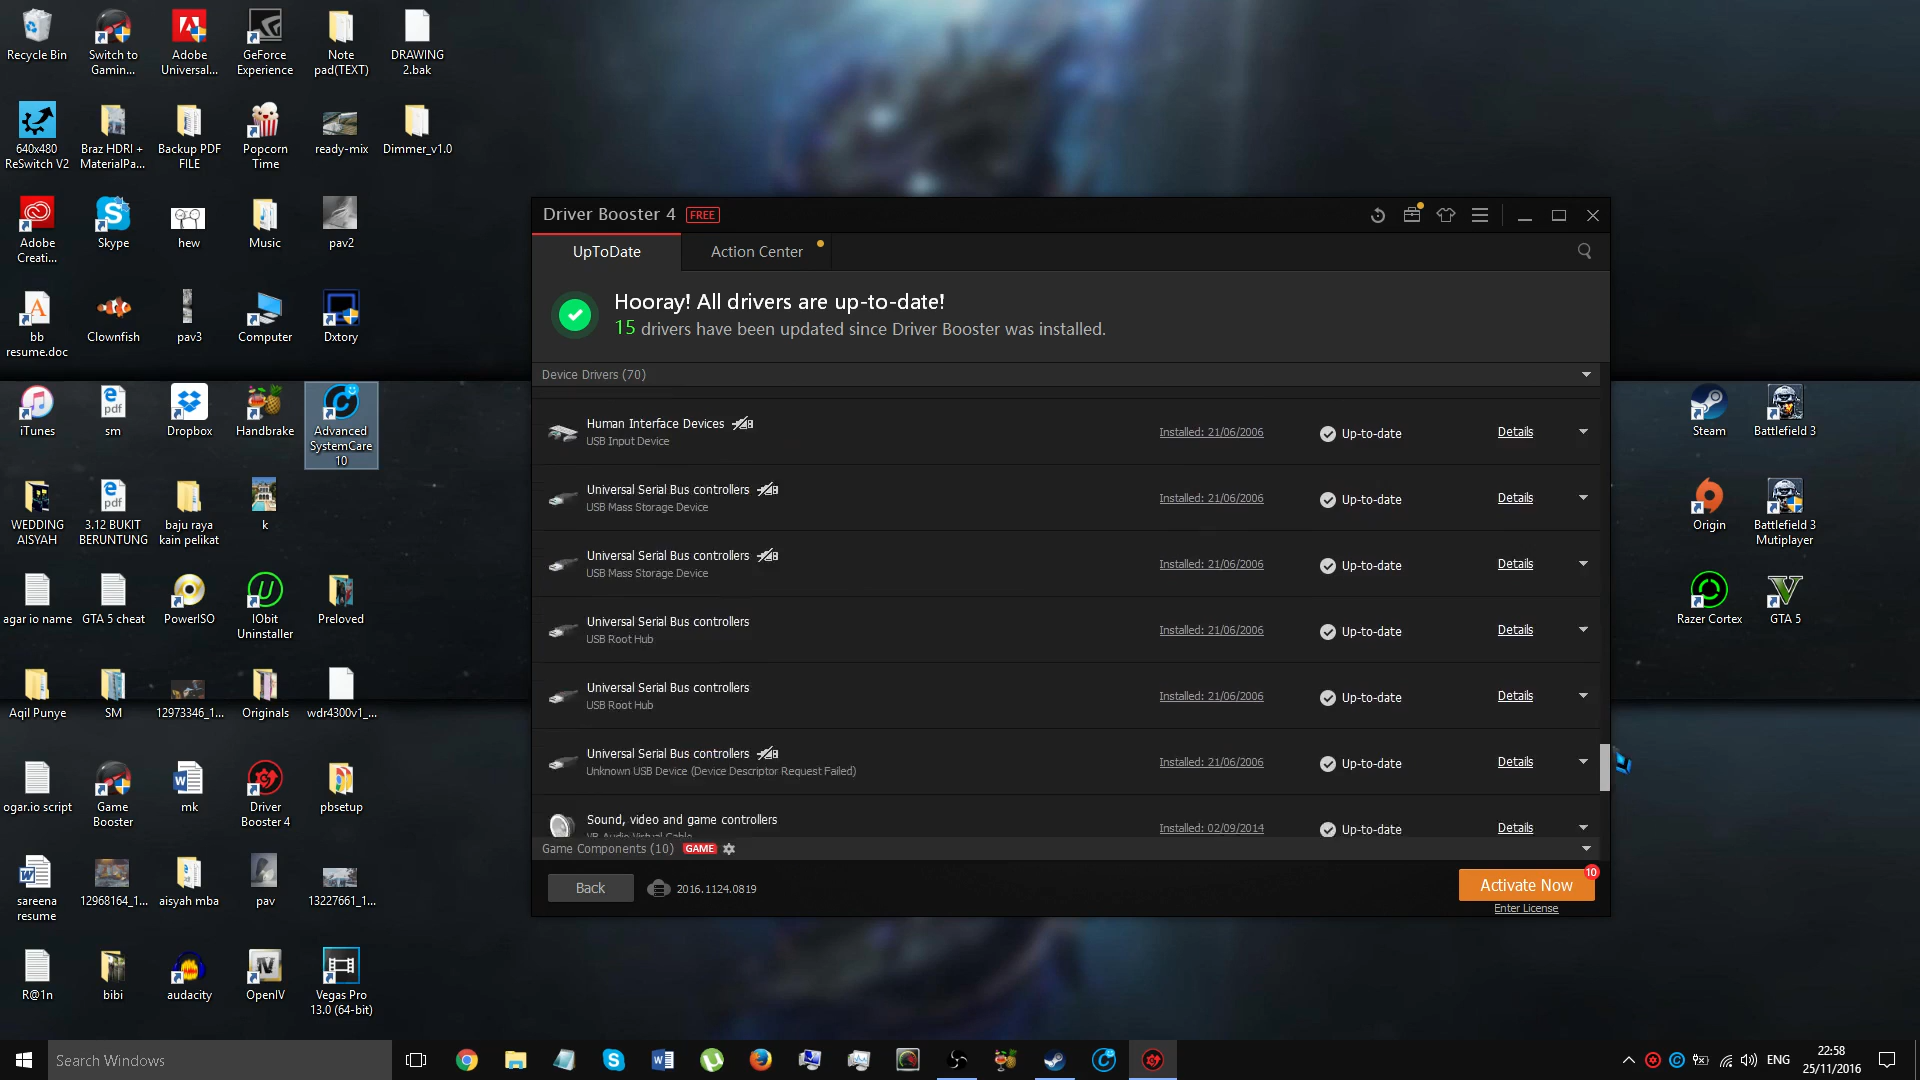 Recycle Bin
Switch to Gamin...
Adobe Universal...
GeForce Experience
Note pad(TEXT)
DRAWING 2.bak
640x480 ReSwitch V2
Braz HDRI + MaterialPa...
Backup PDF FILE
Popcorn Time
ready-mix
Dimmer_v1.0
Adobe Creati...
Skype
hew
Music
pav2
bb resume.doc
Clownfish
pav3
Computer
Dxtory
iTunes
sm
Dropbox
Handbrake
Advanced SystemCare 10
WEDDING AISYAH
3.12 BUKIT BERUNTUNG
baju raya kain pelikat
k
agar io name
GTA 5 cheat
PowerISO
IObit Uninstaller
Preloved
Aqil Punye
SM
12973346_1...
Originals
wdr4300v1_...
ogar.io script
Game Booster
mk
Driver Booster 4
pbsetup
sareena resume
12968164_1...
aisyah mba
pav
13227661_1...
R@1n
bibi
audacity
OpenIV
Vegas Pro 13.0 (64-bit)
Driver Booster 4 FREE
UpToDate
Action Center
Hooray! All drivers are up-to-date!
15 drivers have been updated since Driver Booster was installed.
Device Drivers (70)
Human Interface Devices
USB Input Device
Installed: 21/06/2006
Up-to-date
Details
Universal Serial Bus controllers
USB Mass Storage Device
Installed: 21/06/2006
Up-to-date
Details
Universal Serial Bus controllers
USB Mass Storage Device
Installed: 21/06/2006
Up-to-date
Details
Universal Serial Bus controllers
USB Root Hub
Installed: 21/06/2006
Up-to-date
Details
Universal Serial Bus controllers
USB Root Hub
Installed: 21/06/2006
Up-to-date
Details
Universal Serial Bus controllers
Unknown USB Device (Device Descriptor Request Failed)
Installed: 21/06/2006
Up-to-date
Details
Sound, video and game controllers
VB-Audio Virtual Cable
Installed: 02/09/2014
Up-to-date
Details
Game Components (10) GAME
Back
2016.1124.0819
Activate Now
10
Enter License
Steam
Battlefield 3
Origin
Battlefield 3 Mutiplayer
Razer Cortex
GTA 5
Search Windows
ENG
22:58
25/11/2016